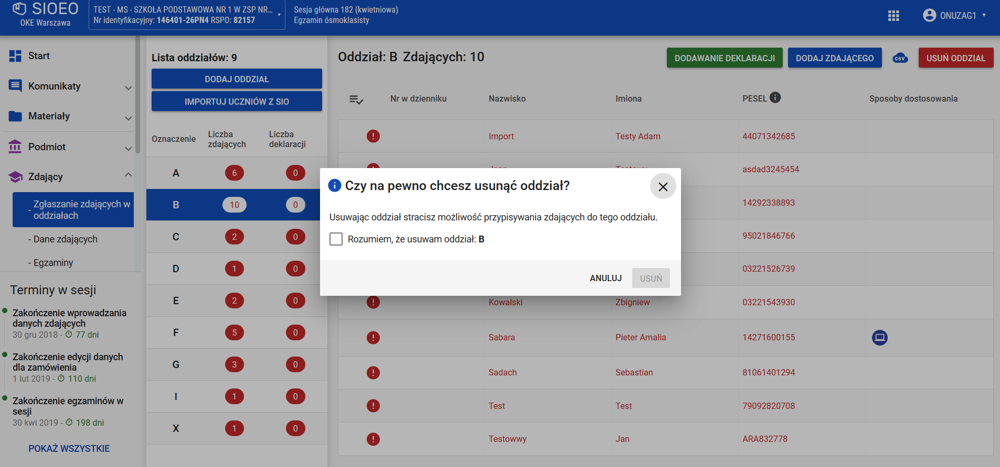 SIOEO
OKE Warszawa
TEST - MS - SZKOŁA PODSTAWOWA NR 1 W ZSP NR...
Nr identyfikacyjny: 146401-26PN4 RSPO: 82157
Sesja główna 182 (kwietniowa)
Egzamin ósmoklasisty
ONUZAG1
Start
Komunikaty
Materiały
Podmiot
Zdający
- Zgłaszanie zdających w
oddziałach
- Dane zdających
- Egzaminy
Terminy w sesji
Zakończenie wprowadzania
danych zdających
30 gru 2018 - 77 dni
Zakończenie edycji danych
dla zamówienia
1 lut 2019 - 110 dni
Zakończenie egzaminów w
sesji
30 kwi 2019 - 198 dni
POKAŻ WSZYSTKIE
Lista oddziałów: 9
DODAJ ODDZIAŁ
IMPORTUJ UCZNIÓW Z SIO
Oznaczenie Liczba zdających Liczba deklaracji
A 6 0
B 10 0
C 2 0
D 1 0
E 2 0
F 5 0
G 3 0
I 1 0
X 1 0
Oddział: B Zdających: 10
DODAWANIE DEKLARACJI
DODAJ ZDAJĄCEGO
CSV
USUŃ ODDZIAŁ
Nr w dzienniku Nazwisko Imiona PESEL Sposoby dostosowania
Import Testy Adam 44071342685
asdad3245454
14292338893
95021846766
03221526739
Kowalski Zbigniew 03221543930
Sabara Pieter Amalia 14271600155
Sadach Sebastian 81061401294
Test Test 79092820708
Testowwy Jan ARA832778
Czy na pewno chcesz usunąć oddział?
Usuwając oddział stracisz możliwość przypisywania zdających do tego oddziału.
Rozumiem, że usuwam oddział: B
ANULUJ
USUŃ